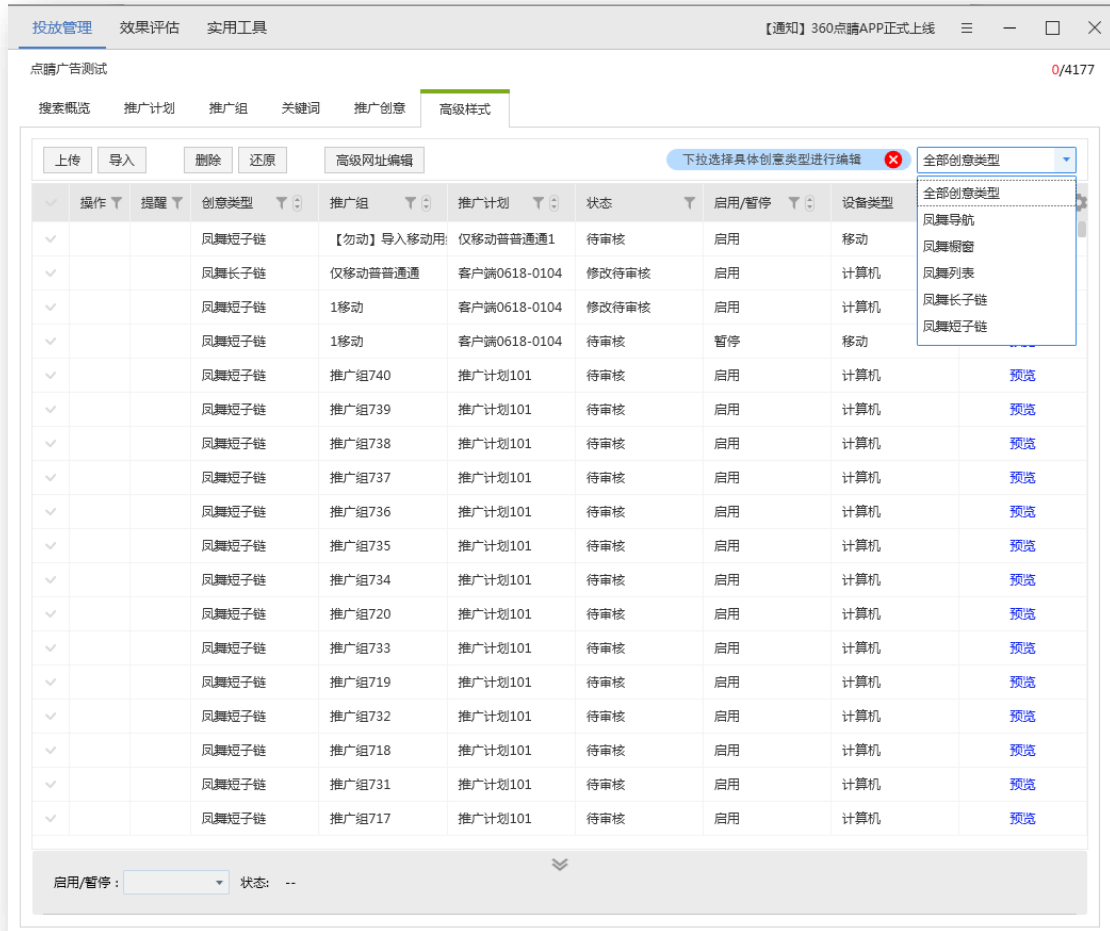 投放管理 效果评估 实用工具 【通知】360点睛APP正式上线
点睛广告测试 0/4177
搜索概览 推广计划 推广组 关键词 推广创意 高级样式
上传 导入 删除 还原 高级网址编辑 下拉选择具体创意类型进行编辑 全部创意类型
操作 提醒 创意类型 推广组 推广计划 状态 启用/暂停 设备类型
全部创意类型
凤舞导航
凤舞橱窗
凤舞列表
凤舞长子链
凤舞短子链
凤舞短子链 【勿动】导入移动用 仅移动普普通通1 待审核 启用 移动
凤舞长子链 仅移动普普通通 客户端0618-0104 修改待审核 启用 计算机
凤舞短子链 1移动 客户端0618-0104 修改待审核 启用 计算机
凤舞短子链 1移动 客户端0618-0104 待审核 暂停 移动
凤舞短子链 推广组740 推广计划101 待审核 启用 计算机 预览
凤舞短子链 推广组739 推广计划101 待审核 启用 计算机 预览
凤舞短子链 推广组738 推广计划101 待审核 启用 计算机 预览
凤舞短子链 推广组737 推广计划101 待审核 启用 计算机 预览
凤舞短子链 推广组736 推广计划101 待审核 启用 计算机 预览
凤舞短子链 推广组735 推广计划101 待审核 启用 计算机 预览
凤舞短子链 推广组734 推广计划101 待审核 启用 计算机 预览
凤舞短子链 推广组720 推广计划101 待审核 启用 计算机 预览
凤舞短子链 推广组733 推广计划101 待审核 启用 计算机 预览
凤舞短子链 推广组719 推广计划101 待审核 启用 计算机 预览
凤舞短子链 推广组732 推广计划101 待审核 启用 计算机 预览
凤舞短子链 推广组718 推广计划101 待审核 启用 计算机 预览
凤舞短子链 推广组731 推广计划101 待审核 启用 计算机 预览
凤舞短子链 推广组717 推广计划101 待审核 启用 计算机 预览
启用/暂停： 状态: --